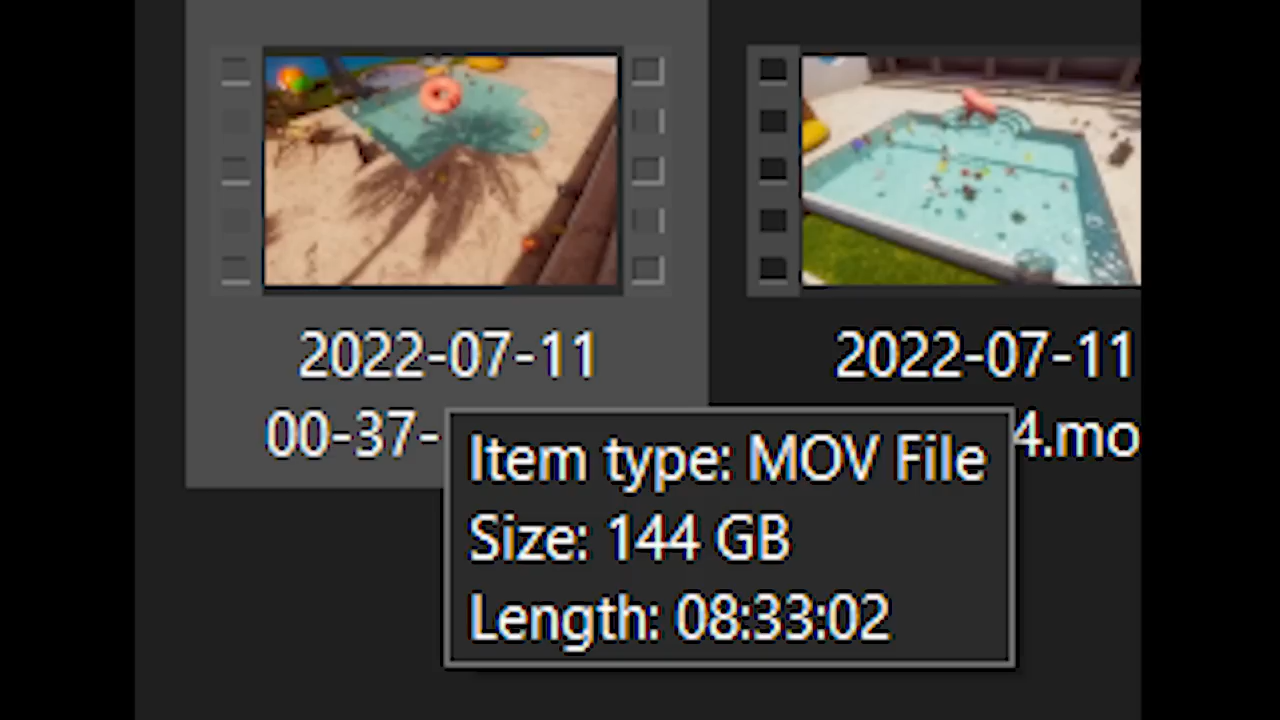 2022-07-11
00-37-
2022-07-11
4.mo
Item type: MOV File
Size: 144 GB
Length: 08:33:02